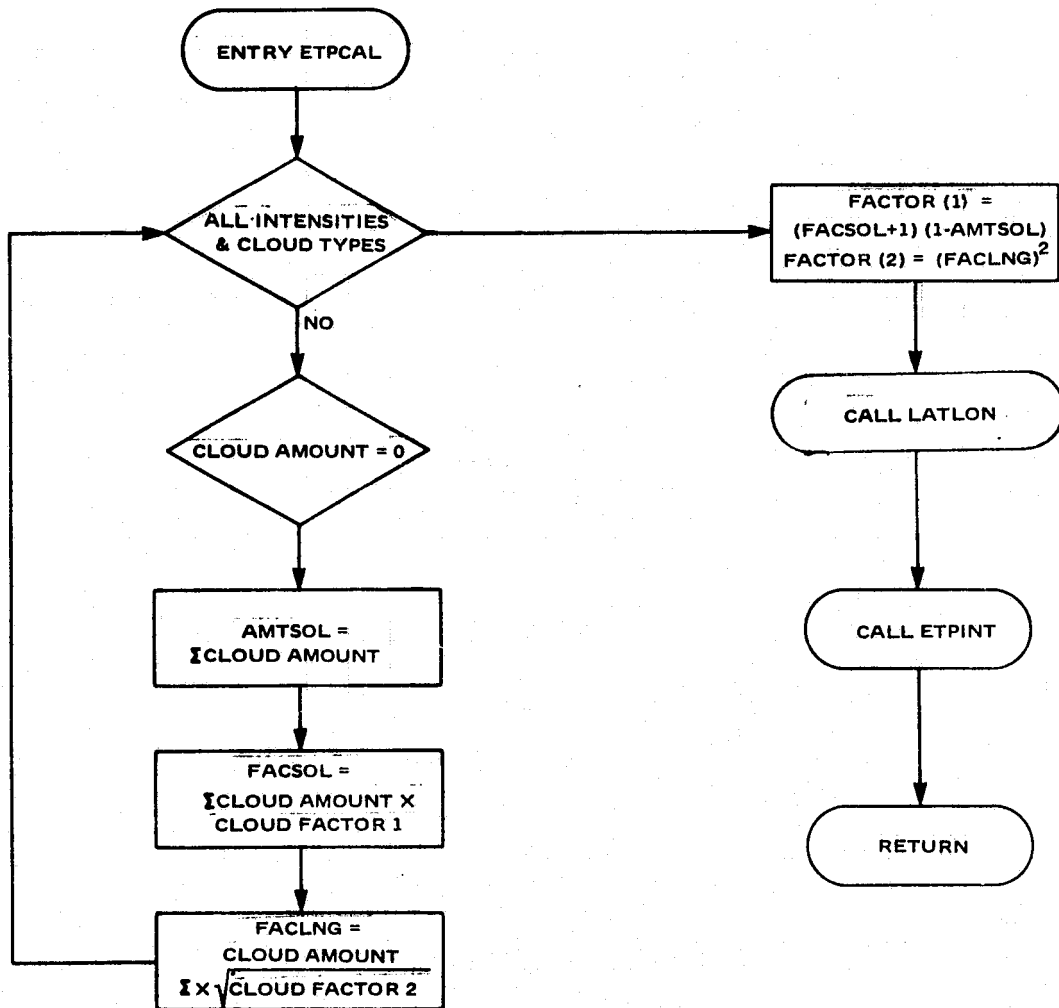 ENTRY ETPCAL
ALL INTENSITIES
& CLOUD TYPES
NO
CLOUD AMOUNT = 0
AMTSOL =
ΣCLOUD AMOUNT
FACSOL =
ΣCLOUD AMOUNT X
CLOUD FACTOR 1
FACLNG =
CLOUD AMOUNT
Σ X √CLOUD FACTOR 2
FACTOR (1) =
(FACSOL+1) (1-AMTSOL)
FACTOR (2) = (FACLNG)²
CALL LATLON
CALL ETPINT
RETURN